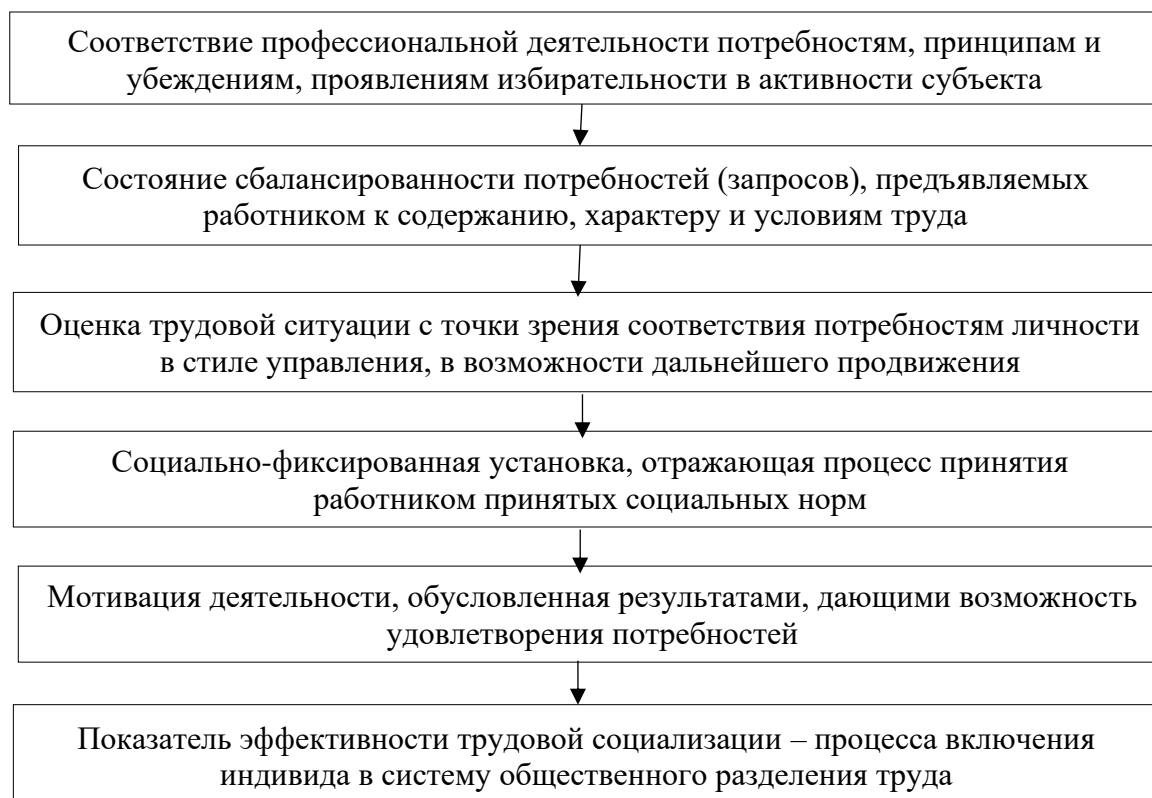 Соответствие профессиональной деятельности потребностям, принципам и
убеждениям, проявлениям избирательности в активности субъекта
Состояние сбалансированности потребностей (запросов), предъявляемых
работником к содержанию, характеру и условиям труда
Оценка трудовой ситуации с точки зрения соответствия потребностям личности
в стиле управления, в возможности дальнейшего продвижения
Социально-фиксированная установка, отражающая процесс принятия
работником принятых социальных норм
Мотивация деятельности, обусловленная результатами, дающими возможность
удовлетворения потребностей
Показатель эффективности трудовой социализации – процесса включения
индивида в систему общественного разделения труда